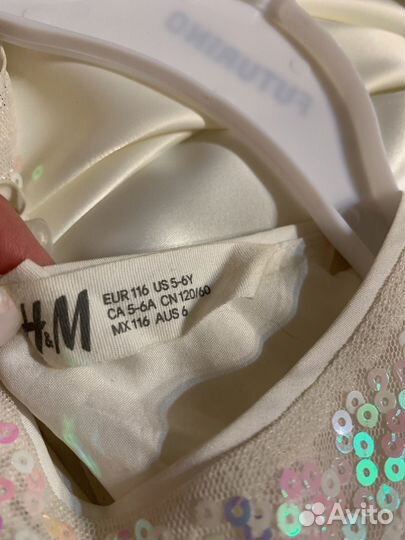 FUTURINO
H&M
EUR 116 US 5-6Y
CA 5-6A CN 120/60
MX 116 AUS 6
Avito